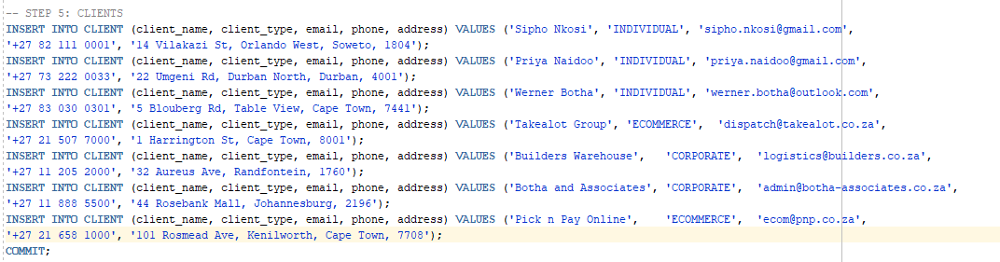 -- STEP 5: CLIENTS
INSERT INTO CLIENT (client_name, client_type, email, phone, address) VALUES ('Sipho Nkosi', 'INDIVIDUAL', 'sipho.nkosi@gmail.com',
'+27 82 111 0001', '14 Vilakazi St, Orlando West, Soweto, 1804');
INSERT INTO CLIENT (client_name, client_type, email, phone, address) VALUES ('Priya Naidoo', 'INDIVIDUAL', 'priya.naidoo@gmail.com',
'+27 73 222 0033', '22 Umgeni Rd, Durban North, Durban, 4001');
INSERT INTO CLIENT (client_name, client_type, email, phone, address) VALUES ('Werner Botha', 'INDIVIDUAL', 'werner.botha@outlook.com',
'+27 83 030 0301', '5 Blouberg Rd, Table View, Cape Town, 7441');
INSERT INTO CLIENT (client_name, client_type, email, phone, address) VALUES ('Takealot Group', 'ECOMMERCE',  'dispatch@takealot.co.za',
'+27 21 507 7000', '1 Harrington St, Cape Town, 8001');
INSERT INTO CLIENT (client_name, client_type, email, phone, address) VALUES ('Builders Warehouse',   'CORPORATE',  'logistics@builders.co.za',
'+27 11 205 2000', '32 Aureus Ave, Randfontein, 1760');
INSERT INTO CLIENT (client_name, client_type, email, phone, address) VALUES ('Botha and Associates', 'CORPORATE',  'admin@botha-associates.co.za',
'+27 11 888 5500', '44 Rosebank Mall, Johannesburg, 2196');
INSERT INTO CLIENT (client_name, client_type, email, phone, address) VALUES ('Pick n Pay Online',    'ECOMMERCE',  'ecom@pnp.co.za',
'+27 21 658 1000', '101 Rosmead Ave, Kenilworth, Cape Town, 7708');
COMMIT;